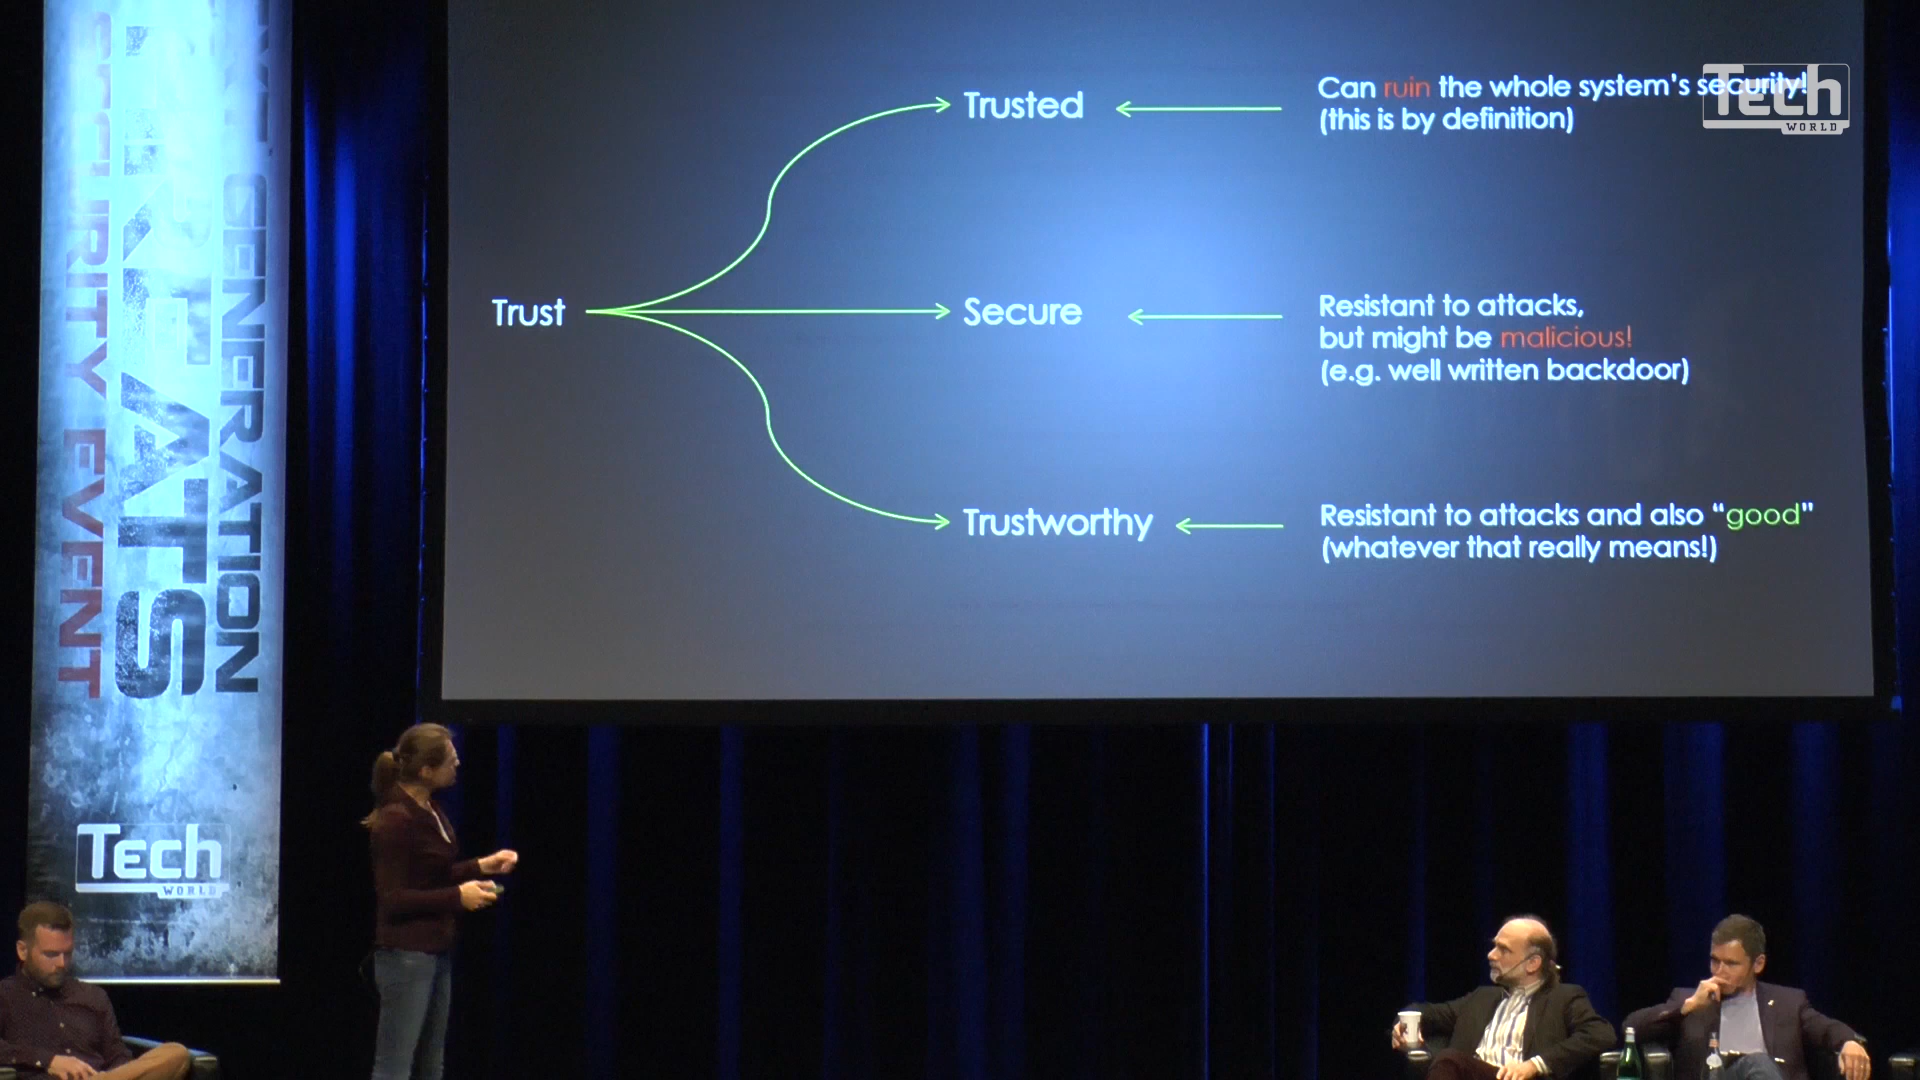 Trust
Trusted
Can ruin the whole system's security!
(this is by definition)
Secure
Resistant to attacks,
but might be malicious!
(e.g. well written backdoor)
Trustworthy
Resistant to attacks and also “good”
(whatever that really means!)
Tech
WORLD
GENERATION
SECURITY EVENT
Tech
WORLD